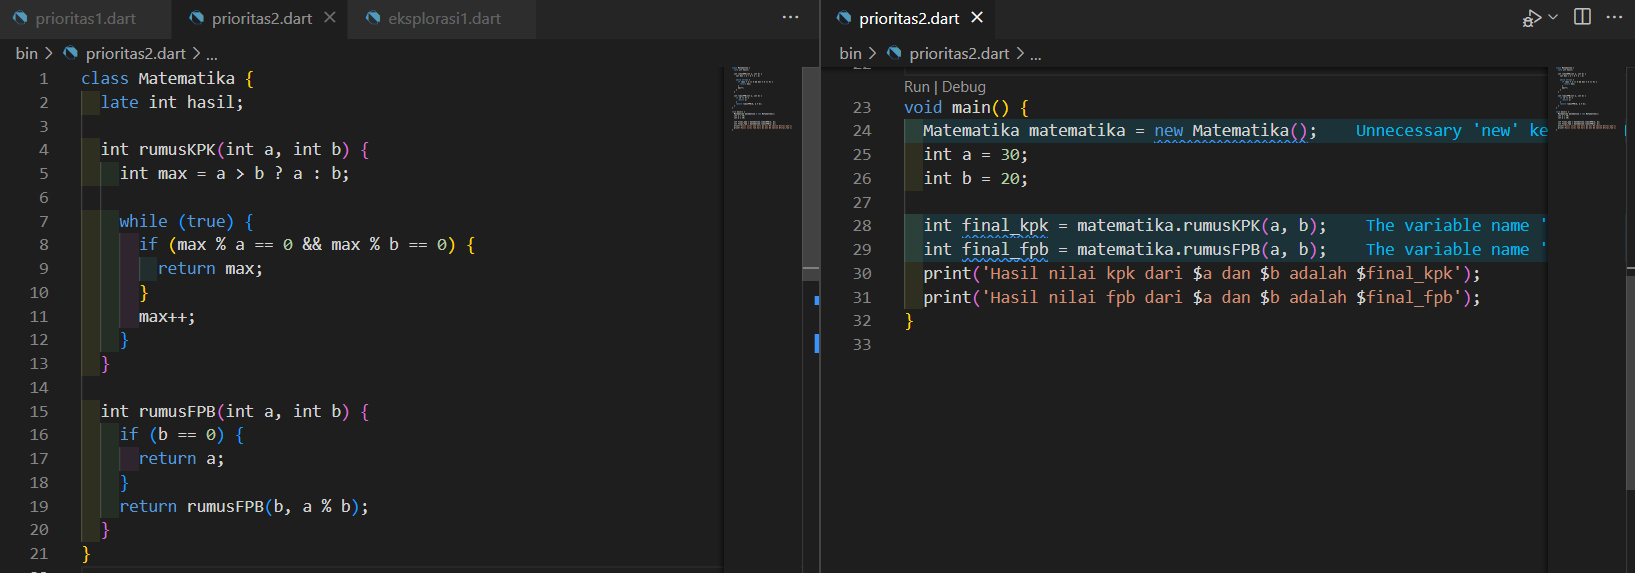 prioritas1.dart prioritas2.dart eksplorasi1.dart
bin > prioritas2.dart > ...
1 class Matematika {
2 late int hasil;
3
4 int rumusKPK(int a, int b) {
5 int max = a > b ? a : b;
6
7 while (true) {
8 if (max % a == 0 && max % b == 0) {
9 return max;
10 }
11 max++;
12 }
13 }
14
15 int rumusFPB(int a, int b) {
16 if (b == 0) {
17 return a;
18 }
19 return rumusFPB(b, a % b);
20 }
21 }
prioritas2.dart
bin > prioritas2.dart > ...
Run | Debug
23 void main() {
24 Matematika matematika = new Matematika(); Unnecessary 'new' ke
25 int a = 30;
26 int b = 20;
27
28 int final_kpk = matematika.rumusKPK(a, b); The variable name '
29 int final_fpb = matematika.rumusFPB(a, b); The variable name '
30 print('Hasil nilai kpk dari $a dan $b adalah $final_kpk');
31 print('Hasil nilai fpb dari $a dan $b adalah $final_fpb');
32 }
33